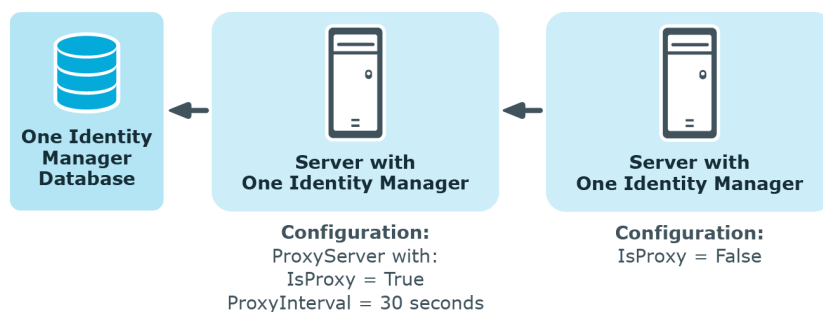 One Identity
Manager
Database
Server with
One Identity Manager
Configuration:
ProxyServer with:
IsProxy = True
ProxyInterval = 30 seconds
Server with
One Identity Manager
Configuration:
IsProxy = False